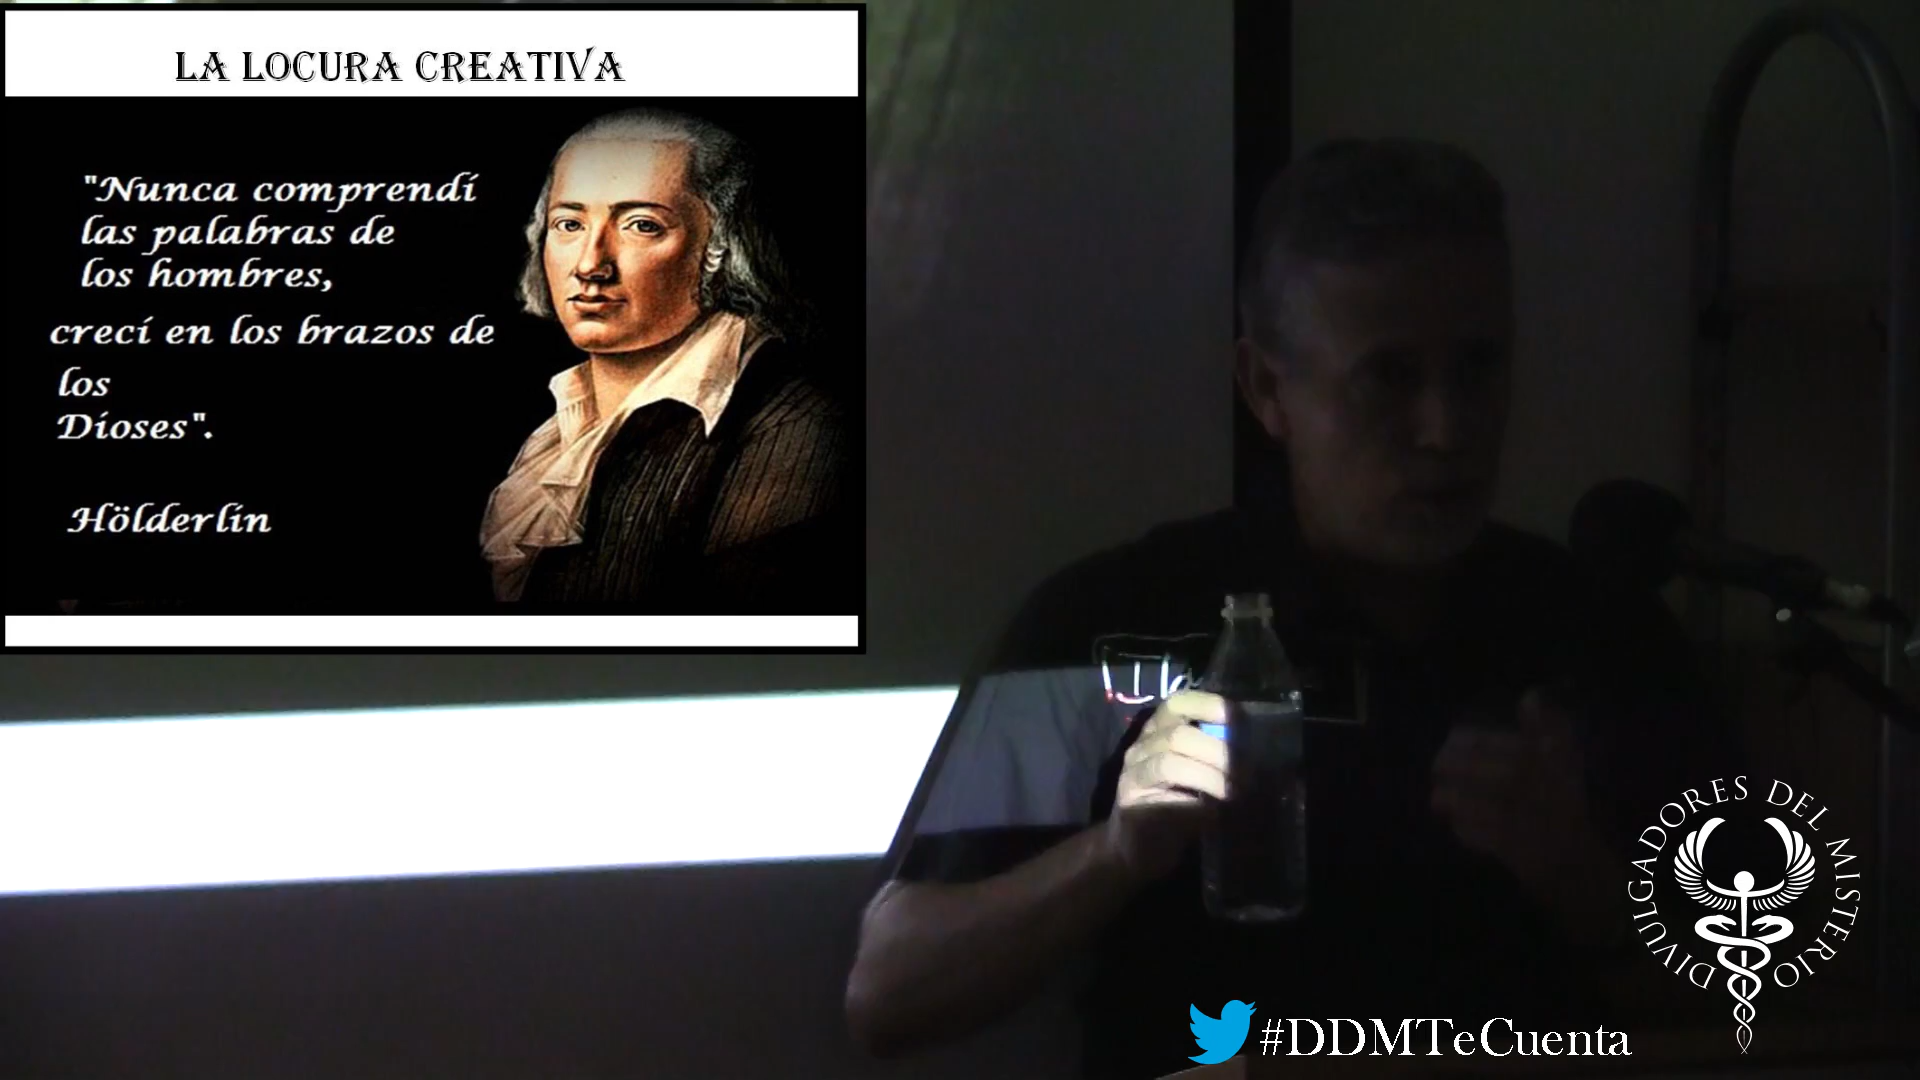 LA LOCURA CREATIVA
"Nunca comprendí
las palabras de
los hombres,
crecí en los brazos de
los
Dioses".
Hölderlin
DIVULGADORES DEL MISTERIO
#DDMTeCuenta